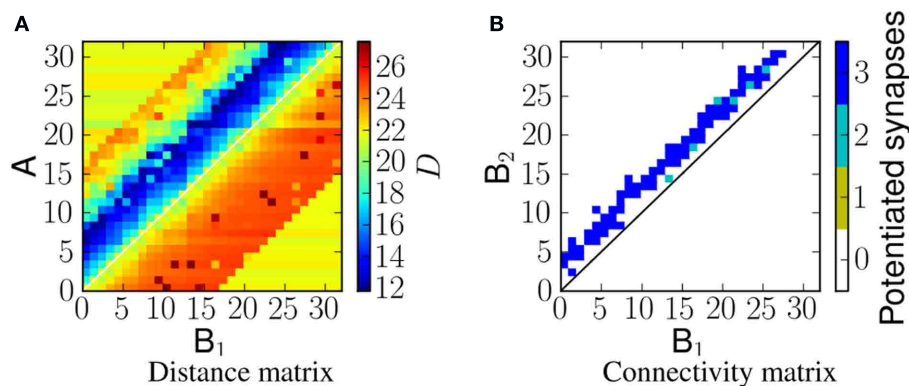 A
B
A
30
25
20
15
10
5
0
0 5 10 15 20 25 30
B₁
Distance matrix
26
24
22
20
18
16
14
12
D
B₂
30
25
20
15
10
5
0
0 5 10 15 20 25 30
B₁
Connectivity matrix
3
2
1
0
Potentiated synapses